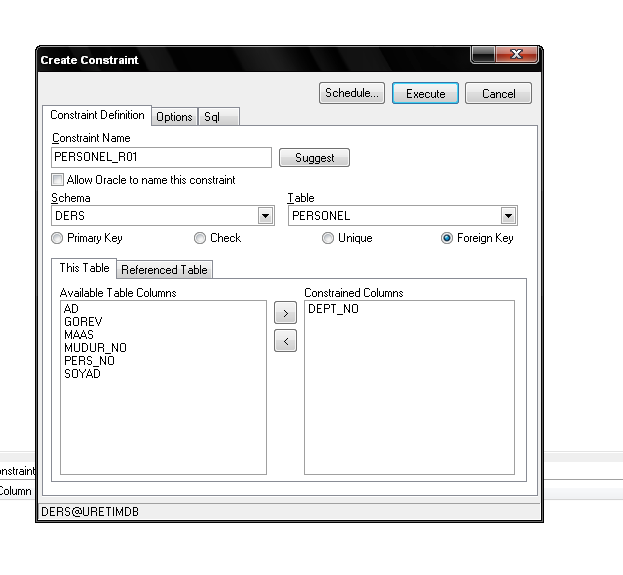 Create Constraint
Schedule... Execute Cancel
Constraint Definition Options Sql
Constraint Name
PERSONEL_R01 Suggest
Allow Oracle to name this constraint
Schema Table
DERS PERSONEL
Primary Key Check Unique Foreign Key
This Table Referenced Table
Available Table Columns Constrained Columns
AD DEPT_NO
GOREV >
MAAS
MUDUR_NO <
PERS_NO
SOYAD
onstraint
Column
DERS@URETIMDB